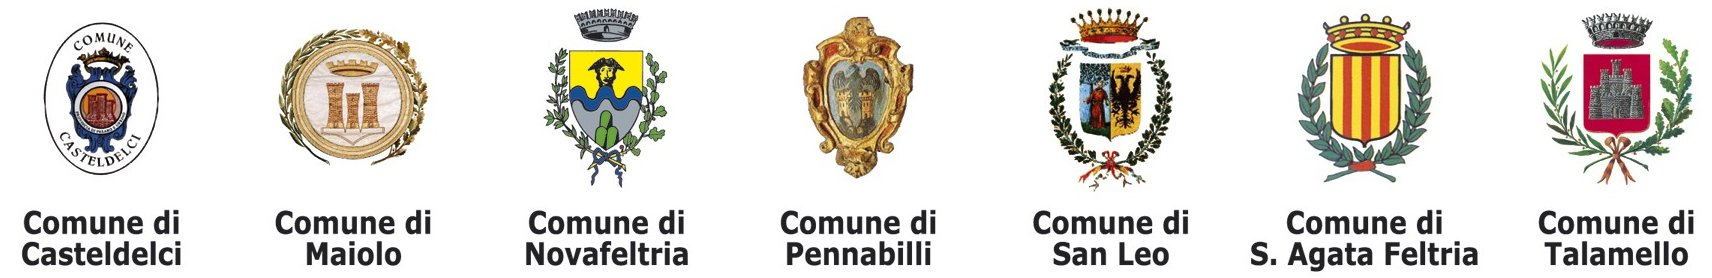 COMUNE
CASTELDELCI
Comune di
Casteldelci
Comune di
Maiolo
Comune di
Novafeltria
Comune di
Pennabilli
Comune di
San Leo
Comune di
S. Agata Feltria
Comune di
Talamello